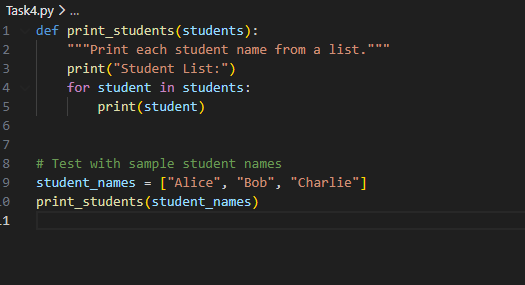 Task4.py > ...
1 def print_students(students):
2     """Print each student name from a list."""
3     print("Student List:")
4     for student in students:
5         print(student)
6
7
8 # Test with sample student names
9 student_names = ["Alice", "Bob", "Charlie"]
10 print_students(student_names)
11